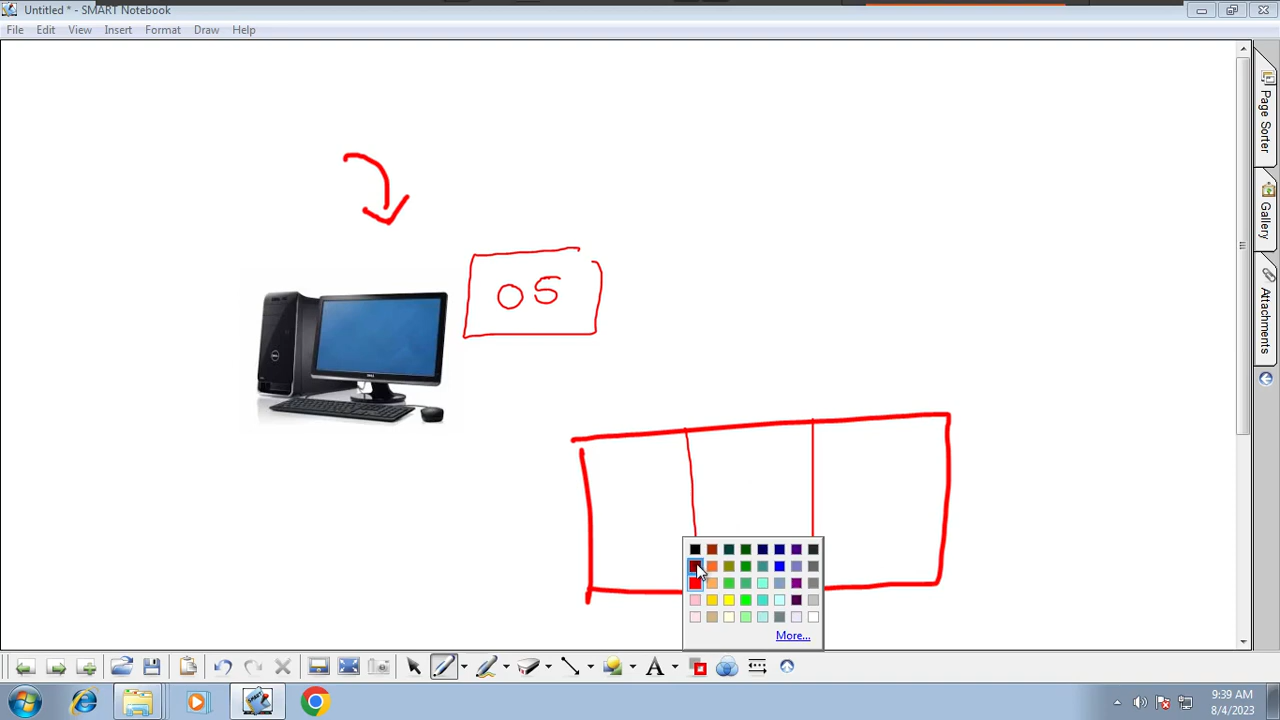 Untitled * - SMART Notebook
File Edit View Insert Format Draw Help
Page Sorter
Gallery
Attachments
OS
DELL
More...
A
9:39 AM
8/4/2023